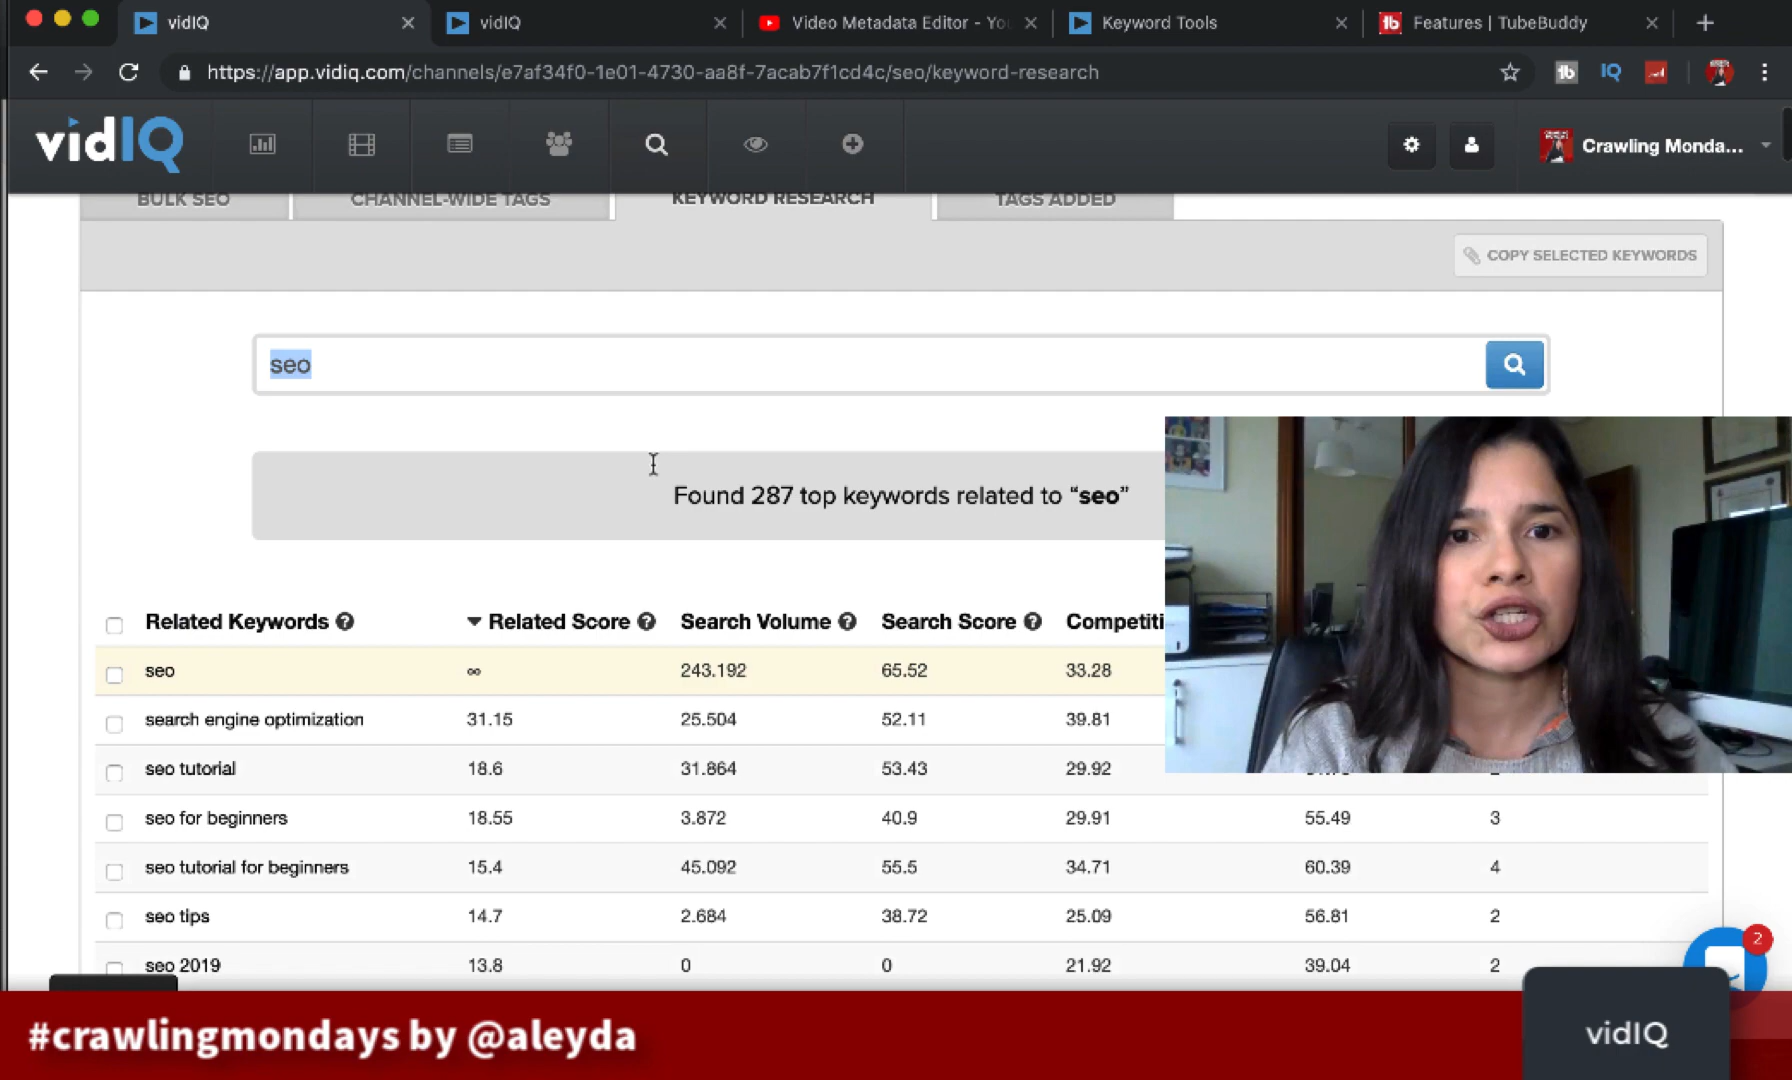 vidIQ
vidIQ
Video Metadata Editor - You
Keyword Tools
Features | TubeBuddy
https://app.vidiq.com/channels/e7af34f0-1e01-4730-aa8f-7acab7f1cd4c/seo/keyword-research
tb
IQ
vidIQ
Crawling Monda...
BULK SEO
CHANNEL-WIDE TAGS
KEYWORD RESEARCH
TAGS ADDED
COPY SELECTED KEYWORDS
seo
Found 287 top keywords related to “seo”
Related Keywords Related Score Search Volume Search Score Competiti
seo ∞ 243.192 65.52 33.28
search engine optimization 31.15 25.504 52.11 39.81
seo tutorial 18.6 31.864 53.43 29.92
seo for beginners 18.55 3.872 40.9 29.91 55.49 3
seo tutorial for beginners 15.4 45.092 55.5 34.71 60.39 4
seo tips 14.7 2.684 38.72 25.09 56.81 2
seo 2019 13.8 0 0 21.92 39.04 2
2
#crawlingmondays by @aleyda
vidIQ